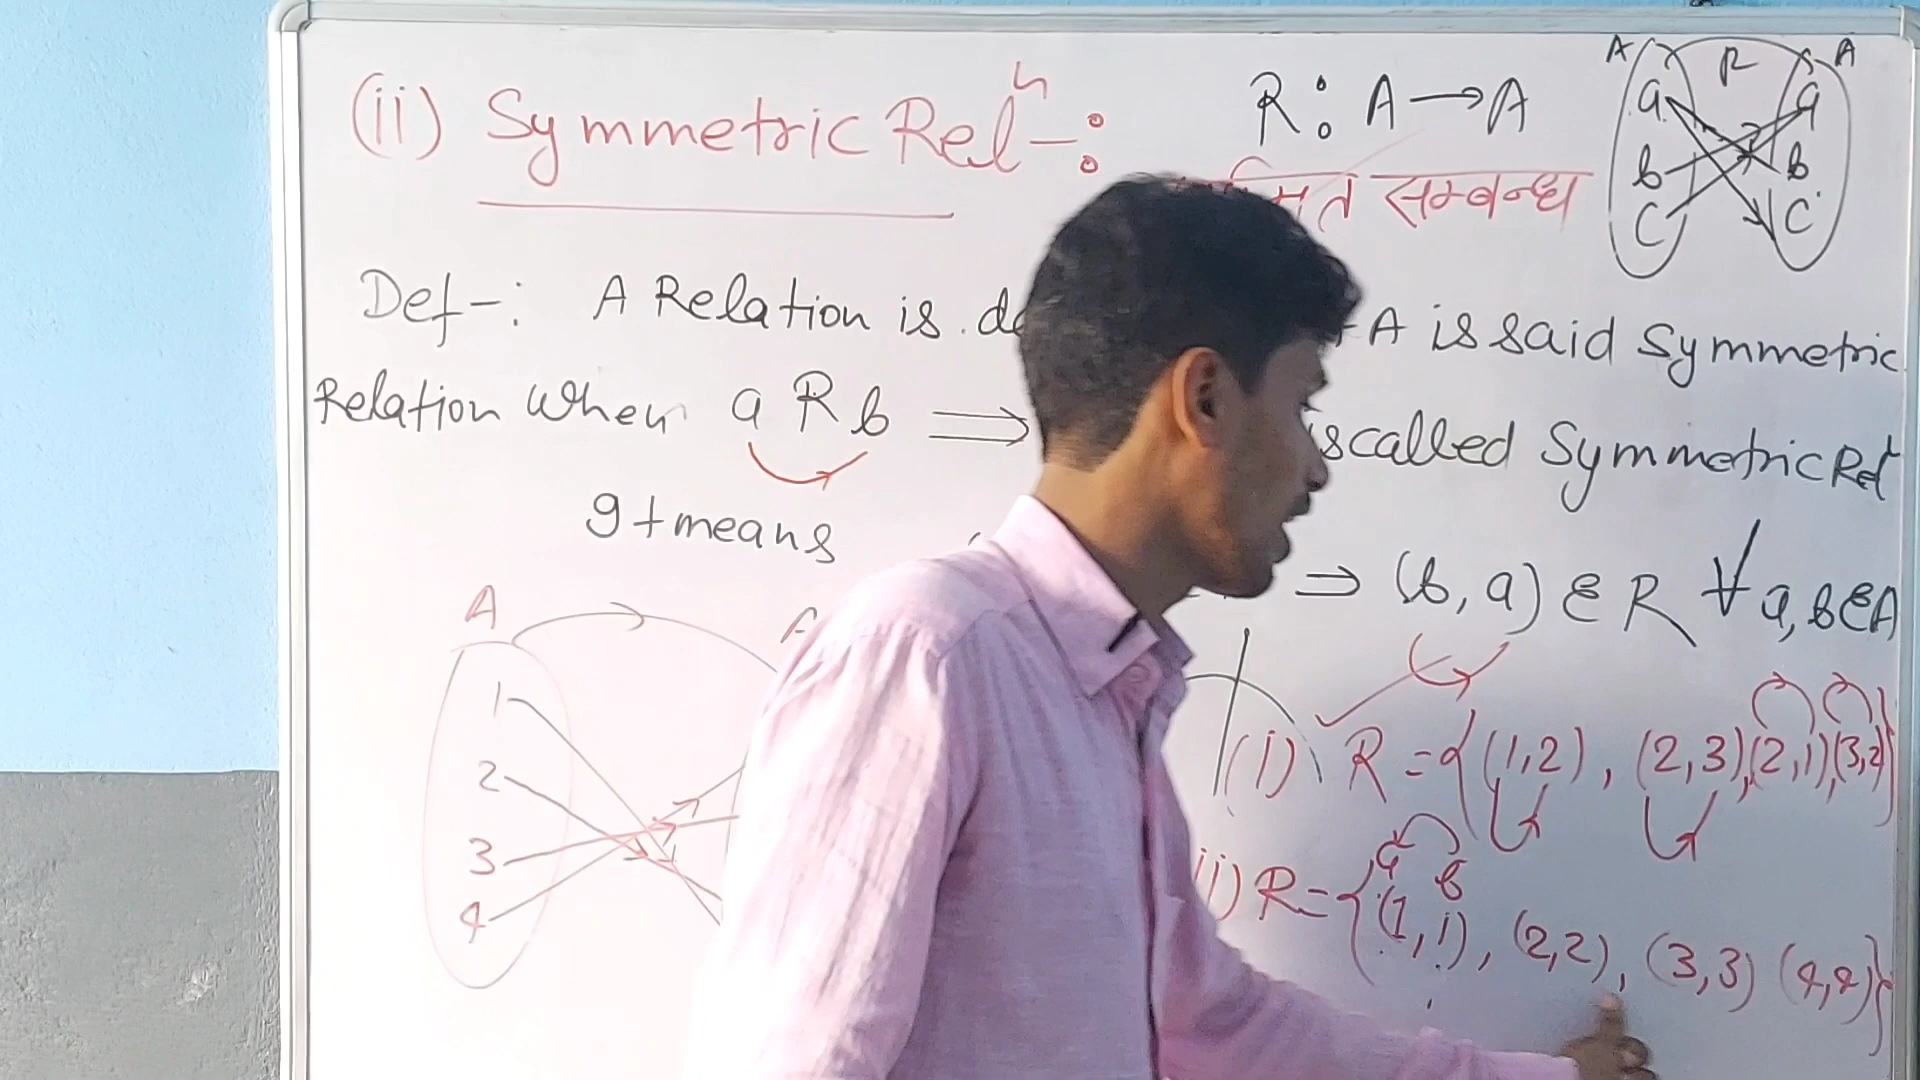 (ii) Symmetric Relⁿ-:
R: A → A
सम्बन्ध
A R A
a a
b b
c c
Def-: A Relation is A is said Symmetric
Relation when a R b ⟹ is called Symmetric Rel
It means ⇒ (b, a) ∈ R ∀ a, b ∈ A
A
1
2
3
4
(i) R = {(1,2), (2,3), (2,1), (3,2)}
a b
ii) R = {(1,1), (2,2), (3,3) (4,4)}